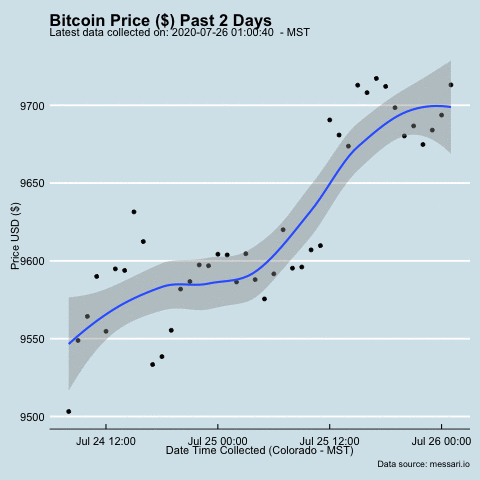 Bitcoin Price ($) Past 2 Days
Latest data collected on: 2020-07-26 01:00:40 - MST
Price USD ($)
9700
9650
9600
9550
9500
Jul 24 12:00 Jul 25 00:00 Jul 25 12:00 Jul 26 00:00
Date Time Collected (Colorado - MST)
Data source: messari.io